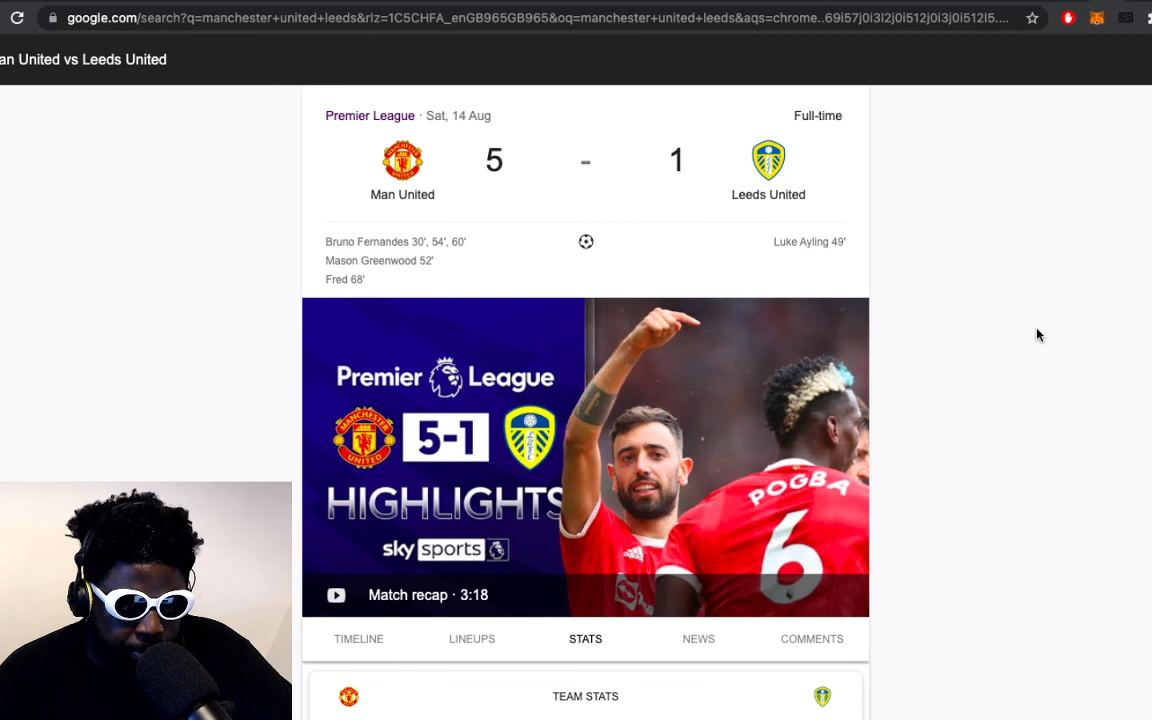 google.com/search?q=manchester+united+leeds&rlz=1C5CHFA_enGB965GB965&oq=manchester+united+leeds&aqs=chrome..69i57j0i3l2j0i512j0i3j0i512l5....
an United vs Leeds United
Premier League · Sat, 14 Aug
Full-time
5 - 1
Man United
Leeds United
Bruno Fernandes 30', 54', 60'
Luke Ayling 49'
Mason Greenwood 52'
Fred 68'
Premier League
MANCHESTER
UNITED
5-1
HIGHLIGHTS
sky sports
POGBA
6
Match recap · 3:18
TIMELINE
LINEUPS
STATS
NEWS
COMMENTS
TEAM STATS